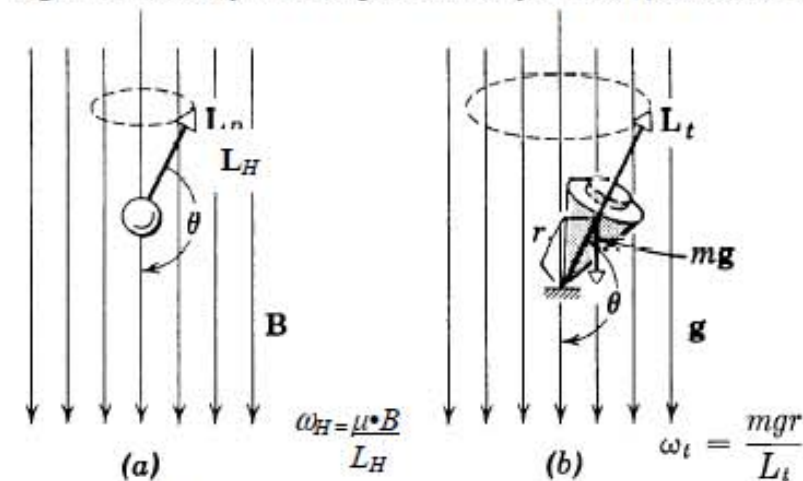 L_H
θ
B
ω_H = μ•B / L_H
(a)
L_t
r
mg
θ
g
(b)
ω_t = mgr / L_t